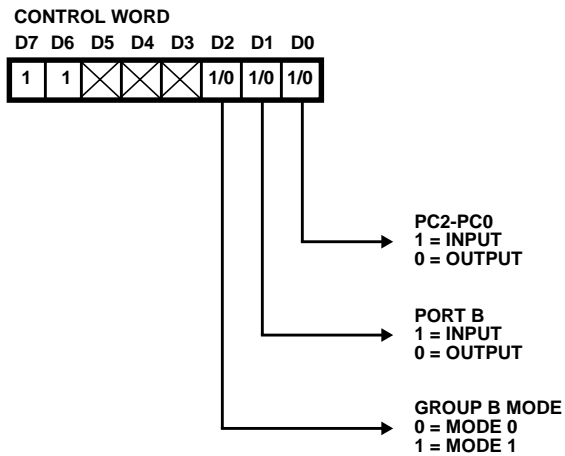 CONTROL WORD
D7 D6 D5 D4 D3 D2 D1 D0
1 1 1/0 1/0 1/0
PC2-PC0
1 = INPUT
0 = OUTPUT
PORT B
1 = INPUT
0 = OUTPUT
GROUP B MODE
0 = MODE 0
1 = MODE 1